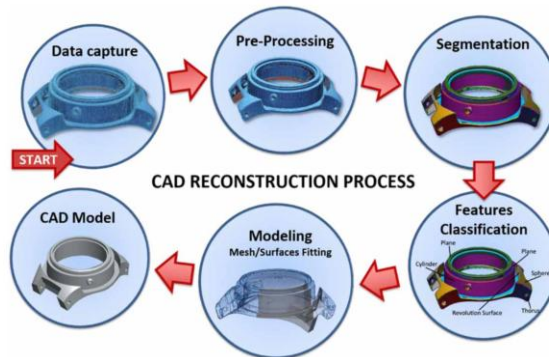 Data capture
Pre-Processing
Segmentation
START
CAD RECONSTRUCTION PROCESS
CAD Model
Modeling
Mesh/Surfaces Fitting
Features
Classification
Plane
Plane
Cylinder
Sphere
Revolution Surface
Thorus